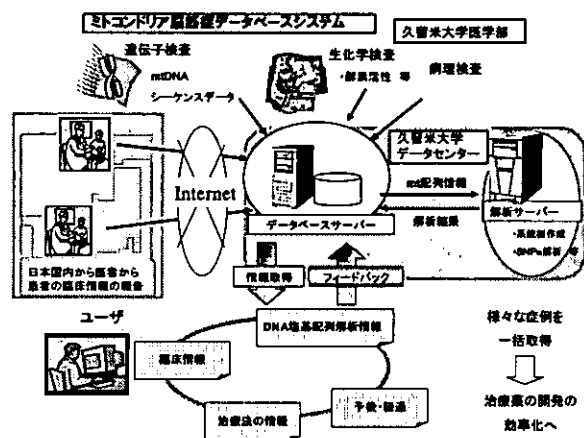 ミトコンドリア脳筋症データベースシステム
久留米大学医学部
遺伝子検査
mtDNA
シーケンスデータ
生化学検査
・酵素活性 等
病理検査
Internet
久留米大学
データセンター
mt配列情報
解析結果
解析サーバー
・系統樹作成
・SNPs解析 等
データベースサーバー
日本国内から医者から
患者の臨床情報の報告
情報取得
フィードバック
ユーザ
DNA塩基配列解析情報
臨床情報
治療法の情報
予後・経過
様々な症例を
一括取得
治療薬の開発の
効率化へ